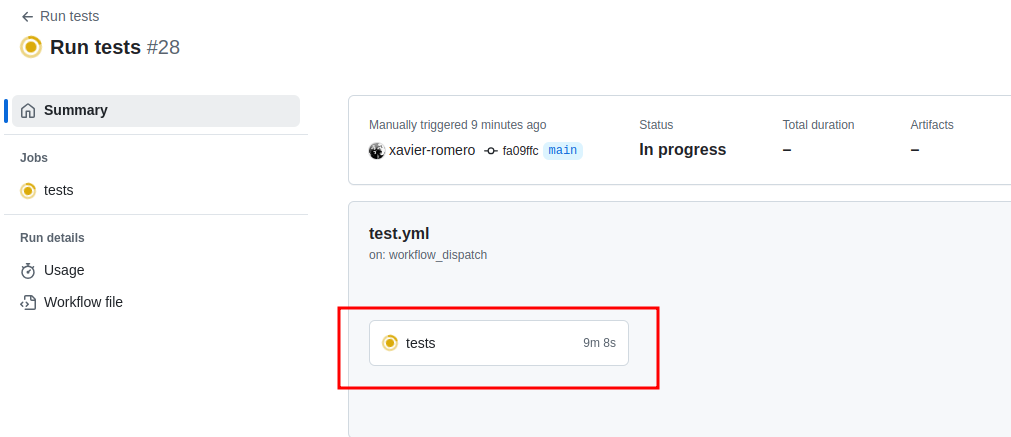 Run tests
Run tests #28
Summary
Jobs
tests
Run details
Usage
Workflow file
Manually triggered 9 minutes ago
xavier-romero fa09ffc main
Status
In progress
Total duration
–
Artifacts
–
test.yml
on: workflow_dispatch
tests 9m 8s